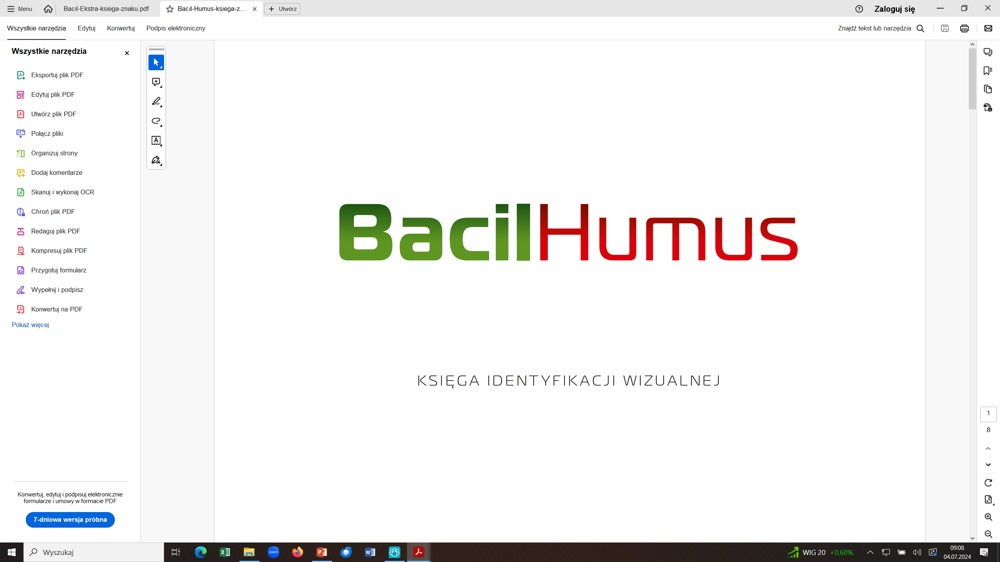 Menu
Bacil-Ekstra-ksiega-znaku.pdf
Bacil-Humus-ksiega-z...
Utwórz
Zaloguj się
Wszystkie narzędzia
Edytuj
Konwertuj
Podpis elektroniczny
Znajdź tekst lub narzędzia
Wszystkie narzędzia
Eksportuj plik PDF
Edytuj plik PDF
Utwórz plik PDF
Połącz pliki
Organizuj strony
Dodaj komentarze
Skanuj i wykonaj OCR
Chroń plik PDF
Redaguj plik PDF
Kompresuj plik PDF
Przygotuj formularz
Wypełnij i podpisz
Konwertuj na PDF
Pokaż więcej
Konwertuj, edytuj i podpisuj elektronicznie
formularze i umowy w formacie PDF
7-dniowa wersja próbna
BacilHumus
KSIĘGA IDENTYFIKACJI WIZUALNEJ
1
8
Wyszukaj
zoom
WIG 20 +0,60%
09:08
04.07.2024